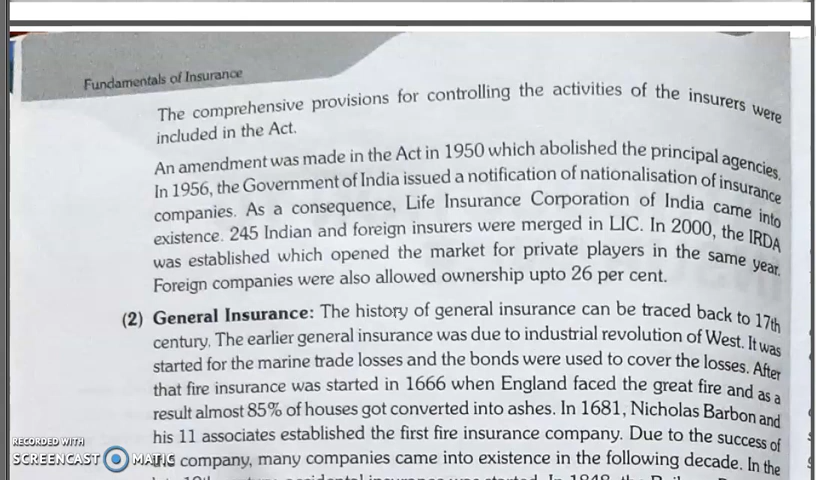 Fundamentals of Insurance
The comprehensive provisions for controlling the activities of the insurers were
included in the Act.
An amendment was made in the Act in 1950 which abolished the principal agencies.
In 1956, the Government of India issued a notification of nationalisation of insurance
companies. As a consequence, Life Insurance Corporation of India came into
existence. 245 Indian and foreign insurers were merged in LIC. In 2000, the IRDA
was established which opened the market for private players in the same year.
Foreign companies were also allowed ownership upto 26 per cent.
(2) General Insurance: The history of general insurance can be traced back to 17th
century. The earlier general insurance was due to industrial revolution of West. It was
started for the marine trade losses and the bonds were used to cover the losses. After
that fire insurance was started in 1666 when England faced the great fire and as a
result almost 85% of houses got converted into ashes. In 1681, Nicholas Barbon and
his 11 associates established the first fire insurance company. Due to the success of
company, many companies came into existence in the following decade. In the
RECORDED WITH
SCREENCAST MATIC